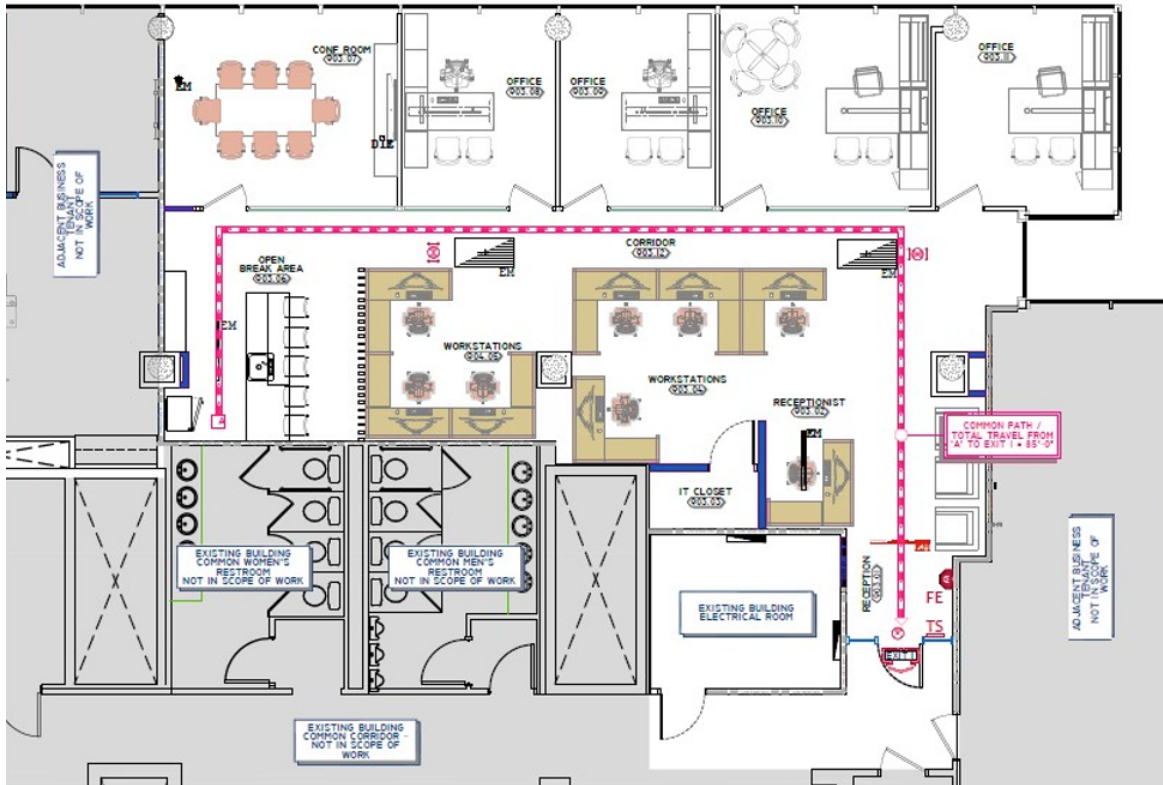 CONF ROOM
903.07
EM
DIE
OFFICE
903.08
OFFICE
903.09
OFFICE
903.10
OFFICE
903.11
ADJACENT BUSINESS
TENANT
NOT IN SCOPE OF
WORK
OPEN
BREAK AREA
903.06
EM
EM
CORRIDOR
903.12
EM
WORKSTATIONS
904.05
WORKSTATIONS
903.04
RECEPTIONIST
903.02
EM
COMMON PATH /
TOTAL TRAVEL FROM
'A' TO EXIT 1 = 85'-0"
IT CLOSET
903.03
EXISTING BUILDING
COMMON WOMEN'S
RESTROOM
NOT IN SCOPE OF WORK
EXISTING BUILDING
COMMON MEN'S
RESTROOM
NOT IN SCOPE OF WORK
EXISTING BUILDING
ELECTRICAL ROOM
RECEPTION
903.01
FE
TS
EXIT 1
ADJACENT BUSINESS
TENANT
NOT IN SCOPE OF
WORK
EXISTING BUILDING
COMMON CORRIDOR -
NOT IN SCOPE OF
WORK